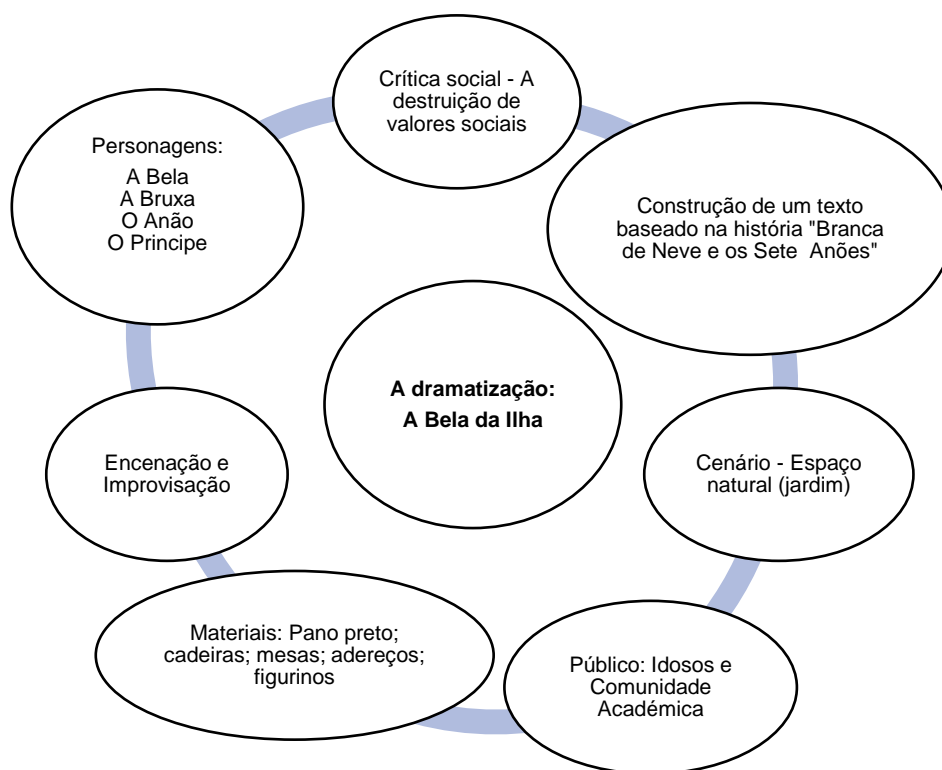 Crítica social - A
destruição de
valores sociais
Construção de um texto
baseado na história "Branca
de Neve e os Sete  Anões"
Cenário - Espaço
natural (jardim)
Público: Idosos e
Comunidade
Académica
Materiais: Pano preto;
cadeiras; mesas; adereços;
figurinos
Encenação e
Improvisação
Personagens:
A Bela
A Bruxa
O Anão
O Principe
A dramatização:
A Bela da Ilha